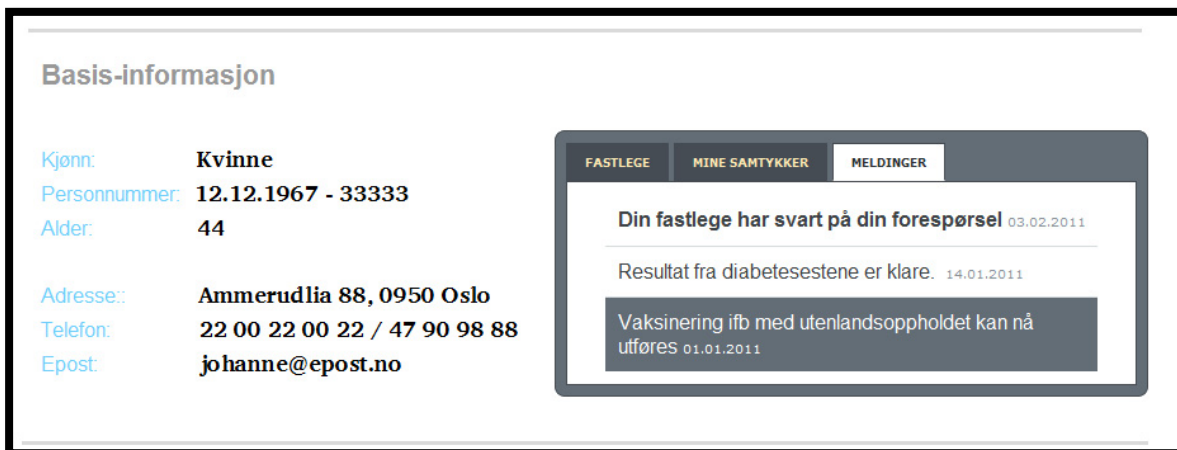 Basis-informasjon
Kjønn: Kvinne
Personnummer: 12.12.1967 - 33333
Alder: 44
Adresse:: Ammerudlia 88, 0950 Oslo
Telefon: 22 00 22 00 22 / 47 90 98 88
Epost: johanne@epost.no
FASTLEGE MINE SAMTYKKER MELDINGER
Din fastlege har svart på din forespørsel 03.02.2011
Resultat fra diabetesestene er klare. 14.01.2011
Vaksinering ifb med utenlandsoppholdet kan nå
utføres 01.01.2011